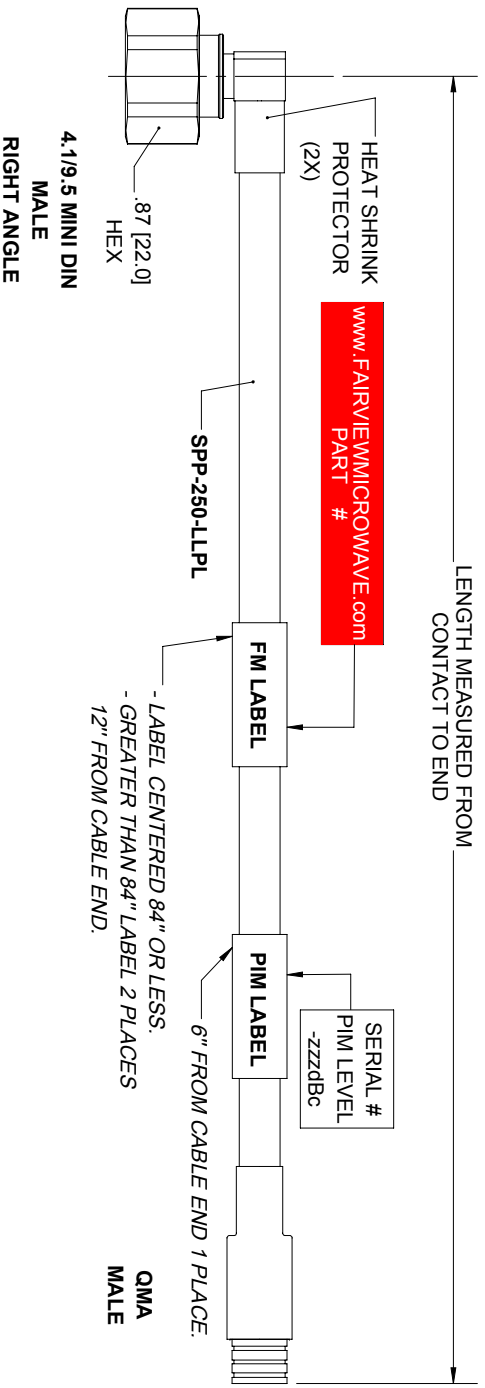 LENGTH MEASURED FROM
CONTACT TO END
HEAT SHRINK
PROTECTOR
(2X)
www.FAIRVIEWMICROWAVE.com
PART #
SERIAL #
PIM LEVEL
-zzzdBc
FM LABEL
PIM LABEL
.87 [22.0]
HEX
SPP-250-LLPL
- LABEL CENTERED 84" OR LESS.
- GREATER THAN 84" LABEL 2 PLACES
12" FROM CABLE END.
6" FROM CABLE END 1 PLACE.
4.1/9.5 MINI DIN
MALE
RIGHT ANGLE
QMA
MALE